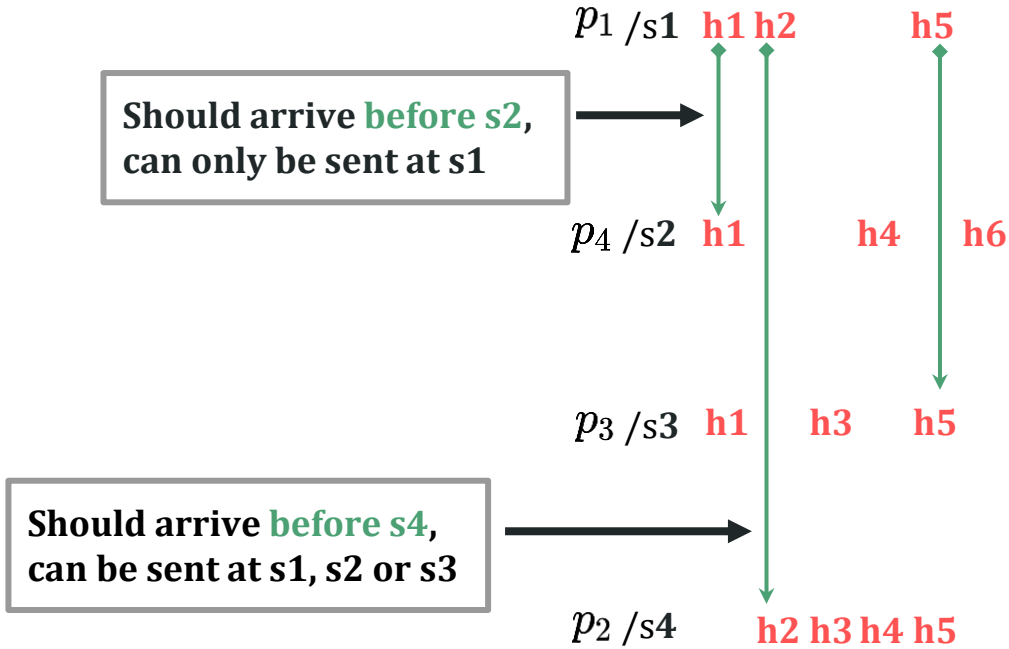 p₁ /s1 h1 h2 h5
Should arrive before s2,
can only be sent at s1
p₄ /s2 h1 h4 h6
p₃ /s3 h1 h3 h5
Should arrive before s4,
can be sent at s1, s2 or s3
p₂ /s4 h2 h3 h4 h5